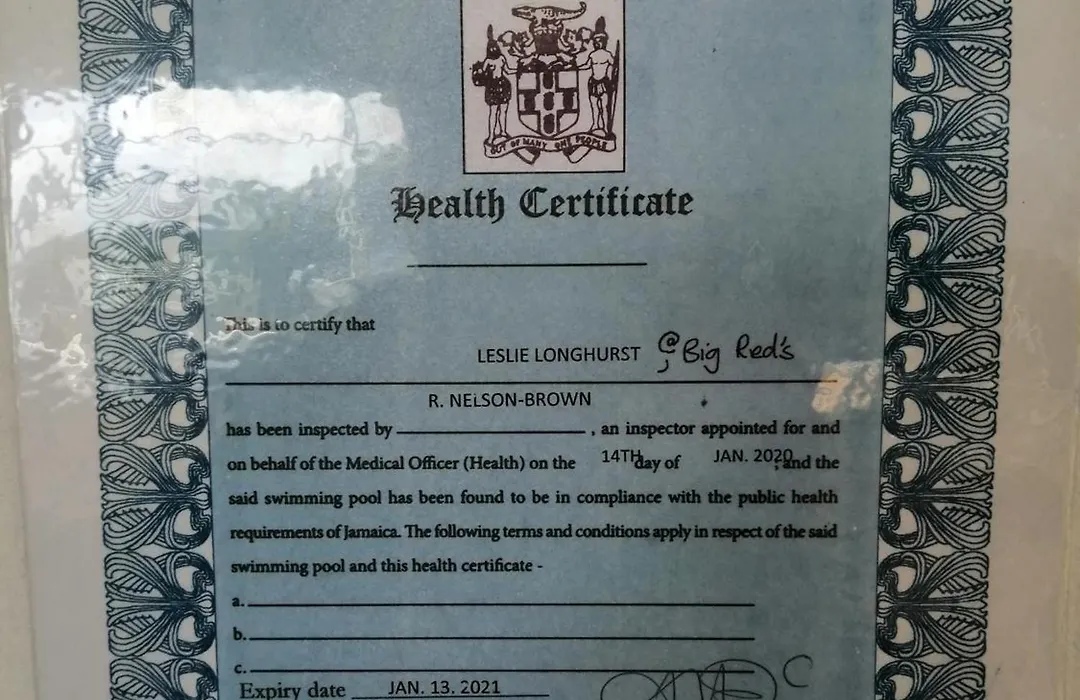 OUT OF MANY ONE PEOPLE
Health Certificate
This is to certify that
LESLIE LONGHURST @ Big Red's
R. NELSON-BROWN
has been inspected by , an inspector appointed for and
on behalf of the Medical Officer (Health) on the 14TH day of JAN. 2020, and the
said swimming pool has been found to be in compliance with the public health
requirements of Jamaica. The following terms and conditions apply in respect of the said
swimming pool and this health certificate -
a.
b.
c.
Expiry date JAN. 13. 2021